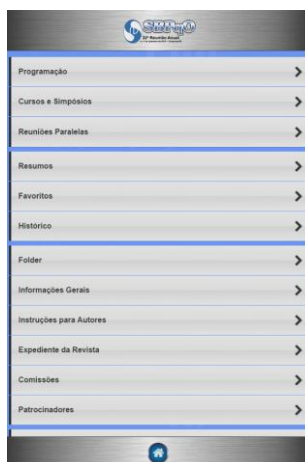 SBPqO
Programação
Cursos e Simpósios
Reuniões Paralelas
Resumos
Favoritos
Histórico
Folder
Informações Gerais
Instruções para Autores
Expediente da Revista
Comissões
Patrocinadores